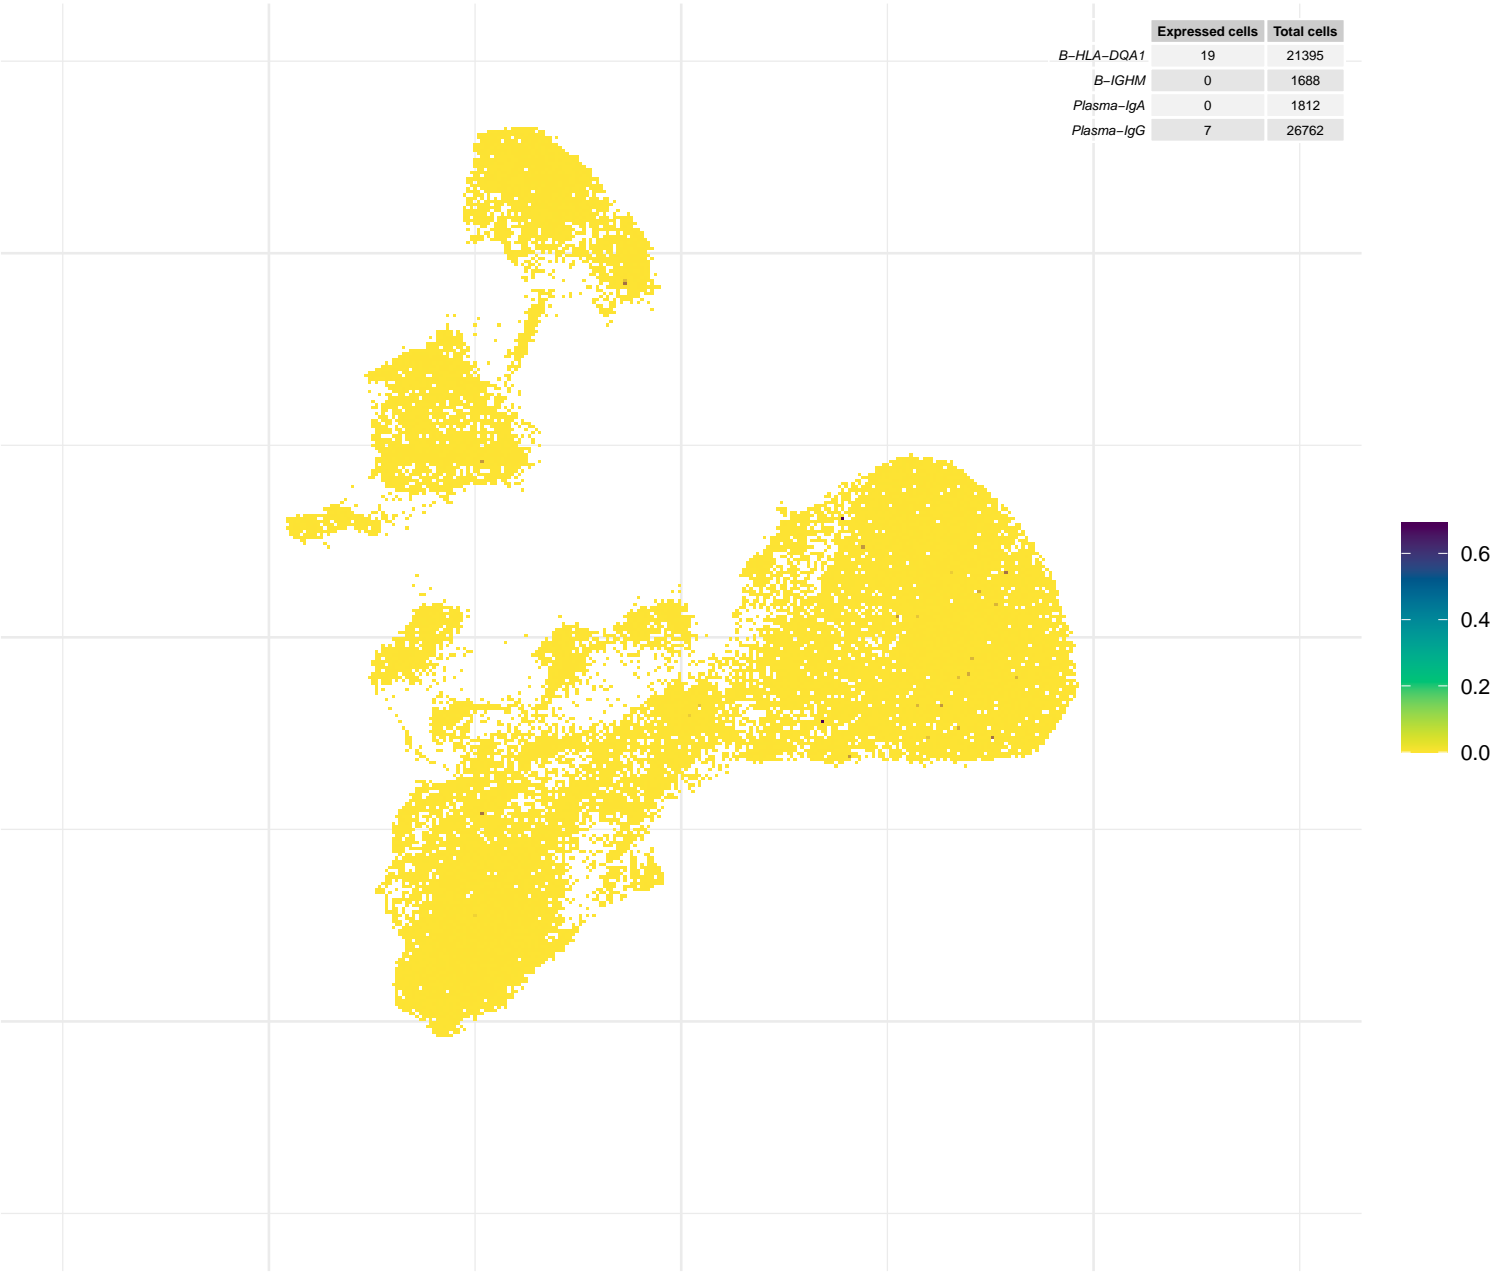 Expressed cells Total cells
B−HLA−DQA1 19 21395
B−IGHM 0 1688
Plasma−IgA 0 1812
Plasma−IgG 7 26762
0.6
0.4
0.2
0.0